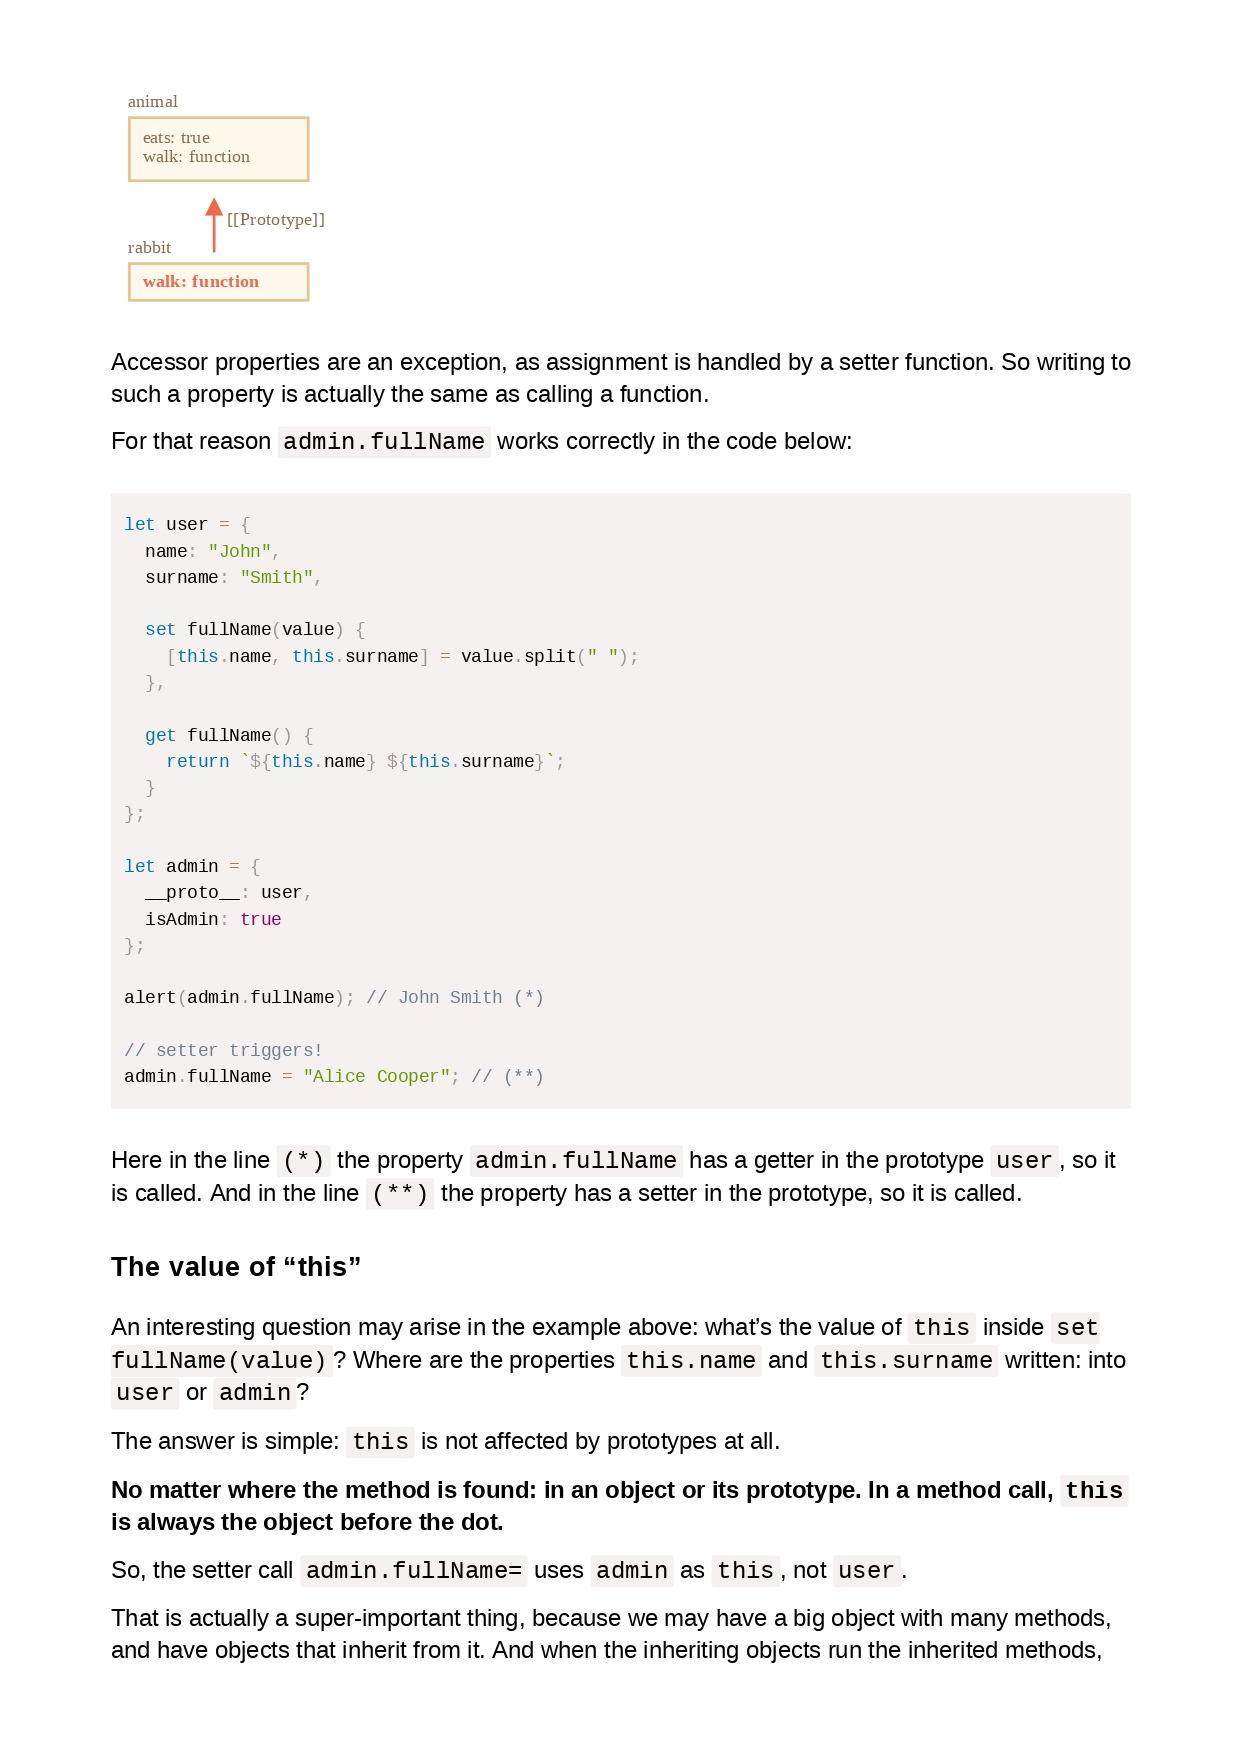 animal
eats: true
walk: function
[[Prototype]]
rabbit
walk: function
Accessor properties are an exception, as assignment is handled by a setter function. So writing to
such a property is actually the same as calling a function.
For that reason admin.fullName works correctly in the code below:
let user = {
  name: "John",
  surname: "Smith",

  set fullName(value) {
    [this.name, this.surname] = value.split(" ");
  },

  get fullName() {
    return `${this.name} ${this.surname}`;
  }
};

let admin = {
  __proto__: user,
  isAdmin: true
};

alert(admin.fullName); // John Smith (*)

// setter triggers!
admin.fullName = "Alice Cooper"; // (**)
Here in the line (*) the property admin.fullName has a getter in the prototype user, so it
is called. And in the line (**) the property has a setter in the prototype, so it is called.
The value of “this”
An interesting question may arise in the example above: what’s the value of this inside set
fullName(value)? Where are the properties this.name and this.surname written: into
user or admin?
The answer is simple: this is not affected by prototypes at all.
No matter where the method is found: in an object or its prototype. In a method call, this
is always the object before the dot.
So, the setter call admin.fullName= uses admin as this, not user.
That is actually a super-important thing, because we may have a big object with many methods,
and have objects that inherit from it. And when the inheriting objects run the inherited methods,